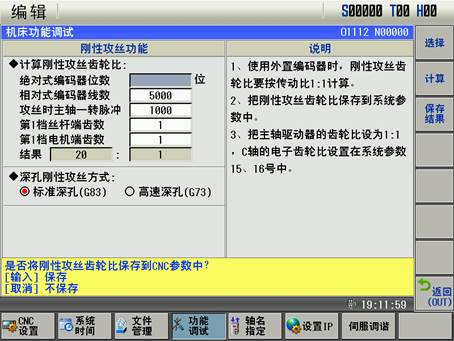 编辑
S00000 T00 H00
机床功能调试
O1112 N00000
刚性攻丝功能
◆计算刚性攻丝齿轮比:
绝对式编码器位数 位
相对式编码器线数 5000
攻丝时主轴一转脉冲 1000
第1档丝杆端齿数 1
第1档电机端齿数 1
结果 20 : 1
◆深孔刚性攻丝方式:
标准深孔(G83) 高速深孔(G73)
说明
1、使用外置编码器时，刚性攻丝
齿轮比要按传动比1:1计算。
2、把刚性攻丝齿轮比保存到系统参
数中。
3、把主轴驱动器的齿轮比设为1:1
，C轴的电子齿轮比设置在系统参数
15、16号中。
选择
计算
保存
结果
返回
(OUT)
是否将刚性攻丝齿轮比保存到CNC参数中?
[输入] 保存
[取消] 不保存
19:11:59
CNC
设置
系统
时间
文件
管理
功能
调试
轴名
指定
设置IP
伺服调谐